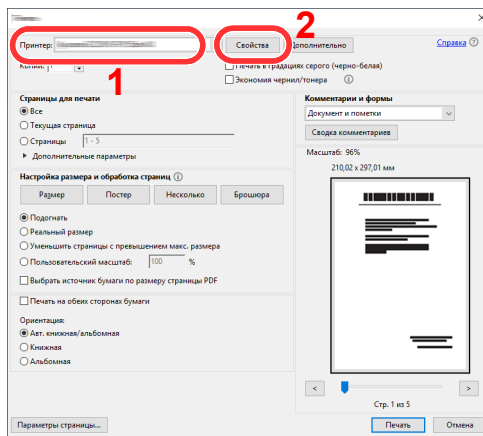 2
Принтер:
Свойства
Дополнительно
Справка
Копии: 1
1
Печать в градациях серого (черно-белая)
Экономия чернил/тонера
Страницы для печати
Все
Текущая страница
Страницы 1 - 5
Дополнительные параметры
Настройка размера и обработка страниц
Размер Постер Несколько Брошюра
Подогнать
Реальный размер
Уменьшить страницы с превышением макс. размера
Пользовательский масштаб: 100 %
Выбрать источник бумаги по размеру страницы PDF
Печать на обеих сторонах бумаги
Ориентация:
Авт. книжная/альбомная
Книжная
Альбомная
Комментарии и формы
Документ и пометки
Сводка комментариев
Масштаб: 96%
210,02 x 297,01 мм
< >
Стр. 1 из 5
Параметры страницы...
Печать Отмена